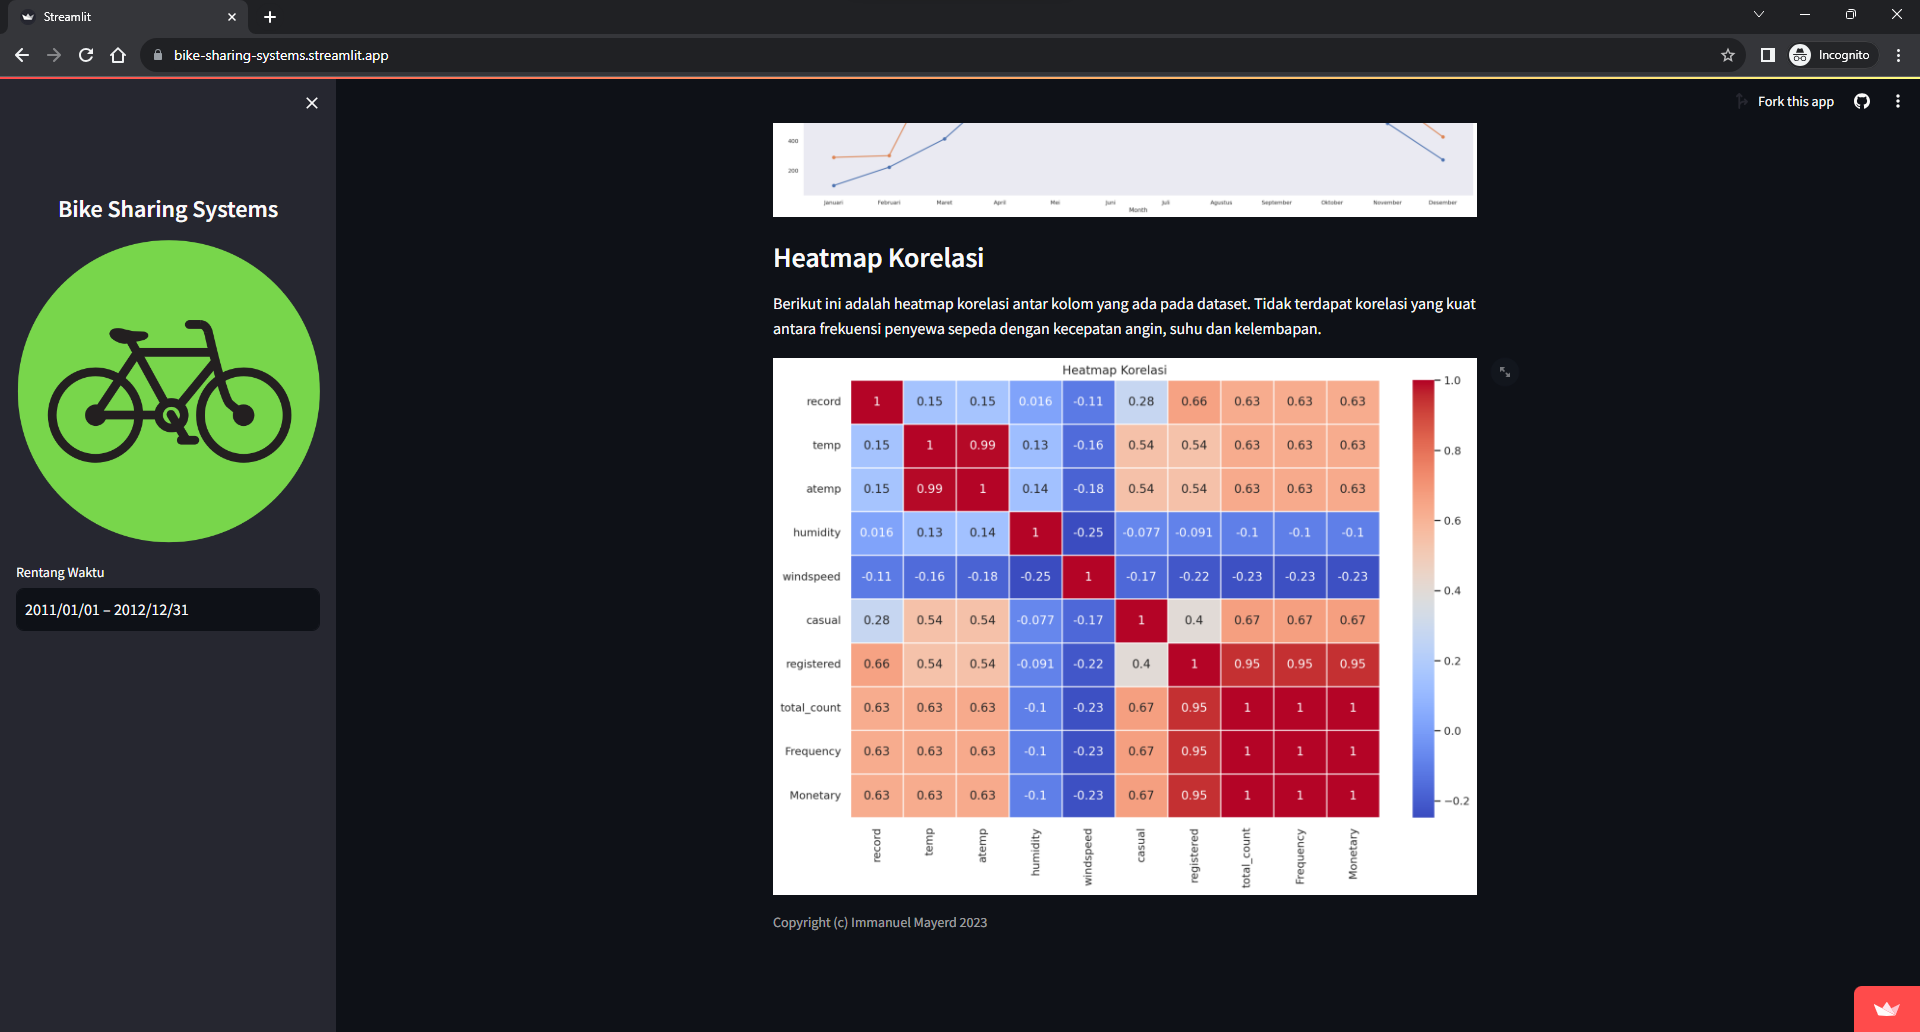 Streamlit
bike-sharing-systems.streamlit.app
Incognito
Fork this app
Bike Sharing Systems
Rentang Waktu
2011/01/01 – 2012/12/31
400
200
Januari Februari Maret April Mei Juni Juli Agustus September Oktober November Desember
Month
Heatmap Korelasi
Berikut ini adalah heatmap korelasi antar kolom yang ada pada dataset. Tidak terdapat korelasi yang kuat
antara frekuensi penyewa sepeda dengan kecepatan angin, suhu dan kelembapan.
Heatmap Korelasi
record 1 0.15 0.15 0.016 -0.11 0.28 0.66 0.63 0.63 0.63
temp 0.15 1 0.99 0.13 -0.16 0.54 0.54 0.63 0.63 0.63
atemp 0.15 0.99 1 0.14 -0.18 0.54 0.54 0.63 0.63 0.63
humidity 0.016 0.13 0.14 1 -0.25 -0.077 -0.091 -0.1 -0.1 -0.1
windspeed -0.11 -0.16 -0.18 -0.25 1 -0.17 -0.22 -0.23 -0.23 -0.23
casual 0.28 0.54 0.54 -0.077 -0.17 1 0.4 0.67 0.67 0.67
registered 0.66 0.54 0.54 -0.091 -0.22 0.4 1 0.95 0.95 0.95
total_count 0.63 0.63 0.63 -0.1 -0.23 0.67 0.95 1 1 1
Frequency 0.63 0.63 0.63 -0.1 -0.23 0.67 0.95 1 1 1
Monetary 0.63 0.63 0.63 -0.1 -0.23 0.67 0.95 1 1 1
record temp atemp humidity windspeed casual registered total_count Frequency Monetary
1.0
0.8
0.6
0.4
0.2
0.0
−0.2
Copyright (c) Immanuel Mayerd 2023